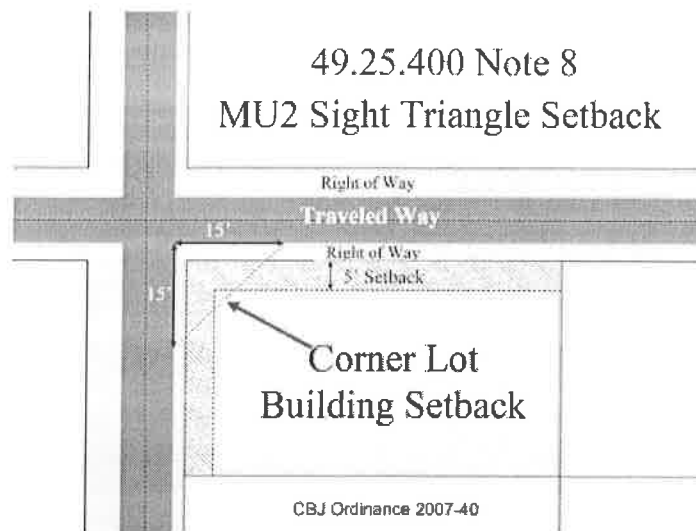 49.25.400 Note 8
MU2 Sight Triangle Setback
Right of Way
Traveled Way
15'
Right of Way
5' Setback
15'
Corner Lot
Building Setback
CBJ Ordinance 2007-40